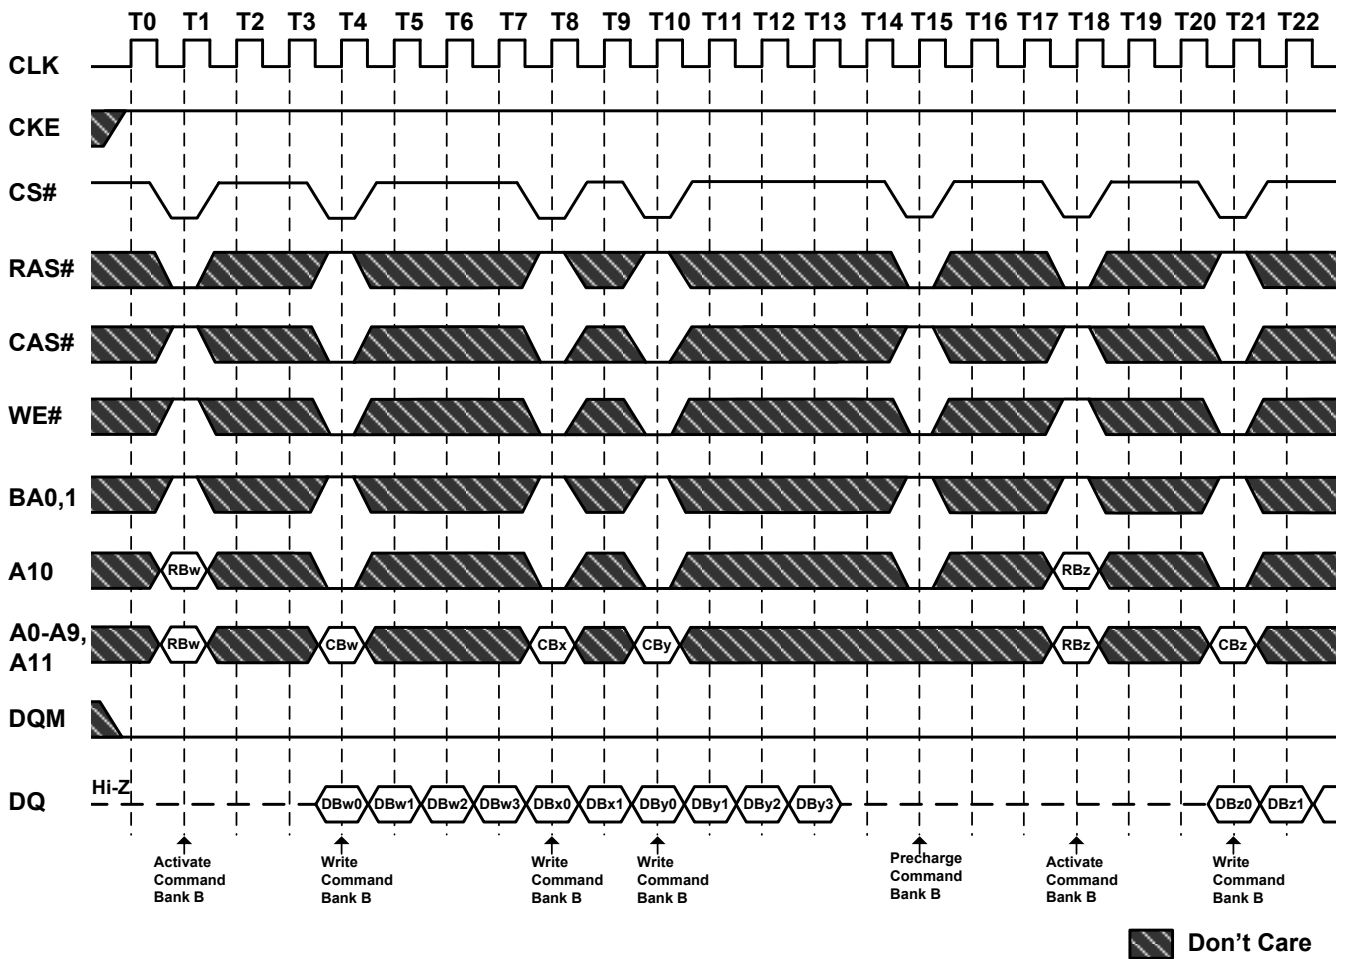 T0 T1 T2 T3 T4 T5 T6 T7 T8 T9 T10 T11 T12 T13 T14 T15 T16 T17 T18 T19 T20 T21 T22
CLK
CKE
CS#
RAS#
CAS#
WE#
BA0,1
A10 RBw RBz
A0-A9,
A11 RBw CBw CBx CBy RBz CBz
DQM
Hi-Z
DQ DBw0 DBw1 DBw2 DBw3 DBx0 DBx1 DBy0 DBy1 DBy2 DBy3 DBz0 DBz1
Activate
Command
Bank B
Write
Command
Bank B
Write
Command
Bank B
Write
Command
Bank B
Precharge
Command
Bank B
Activate
Command
Bank B
Write
Command
Bank B
Don't Care